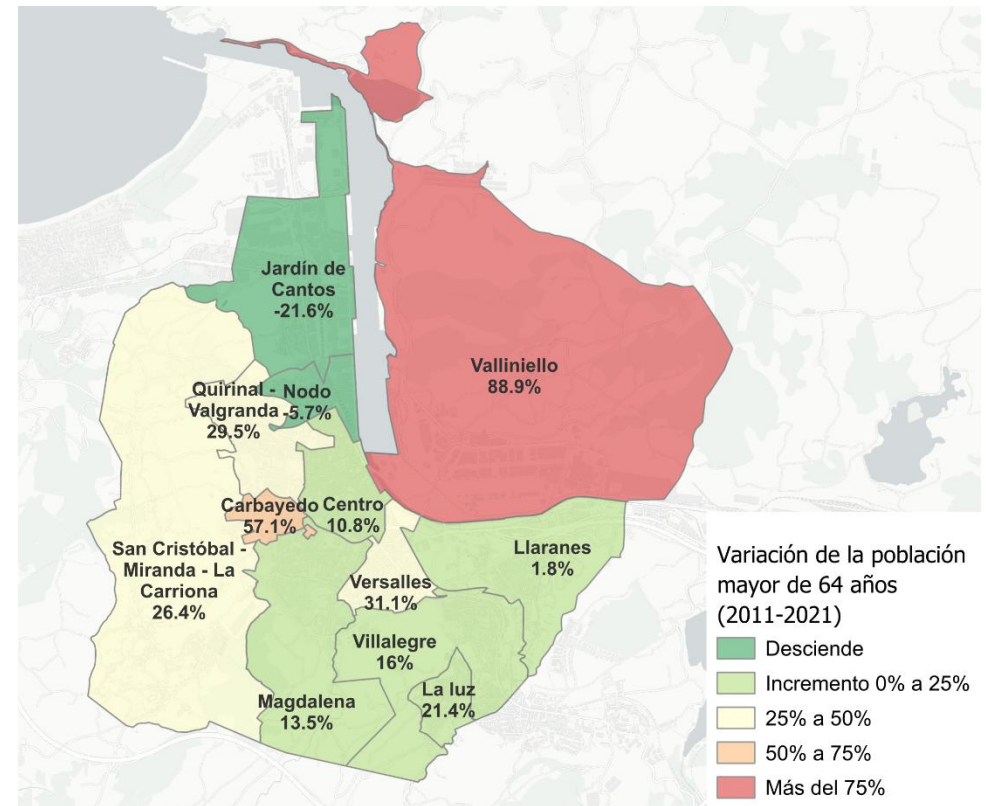 Jardín de
Cantos
-21.6%
Valliniello
88.9%
Quirinal -
Valgranda
29.5%
Nodo
-5.7%
Carbayedo
57.1%
Centro
10.8%
Llaranes
1.8%
San Cristóbal -
Miranda - La
Carriona
26.4%
Versalles
31.1%
Villalegre
16%
La luz
21.4%
Magdalena
13.5%
Variación de la población
mayor de 64 años
(2011-2021)
Desciende
Incremento 0% a 25%
25% a 50%
50% a 75%
Más del 75%